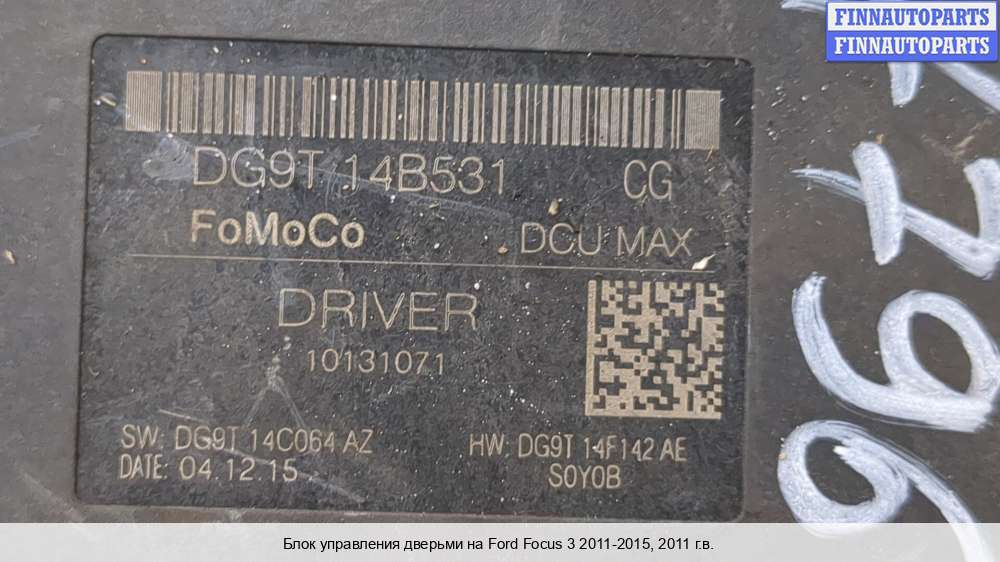 FINNAUTOPARTS
FINNAUTOPARTS
DG9T 14B531 CG
FoMoCo DCU MAX
DRIVER
10131071
SW: DG9T 14C064 AZ HW: DG9T 14F142 AE
DATE: 04.12.15 S0Y0B
Блок управления дверьми на Ford Focus 3 2011-2015, 2011 г.в.